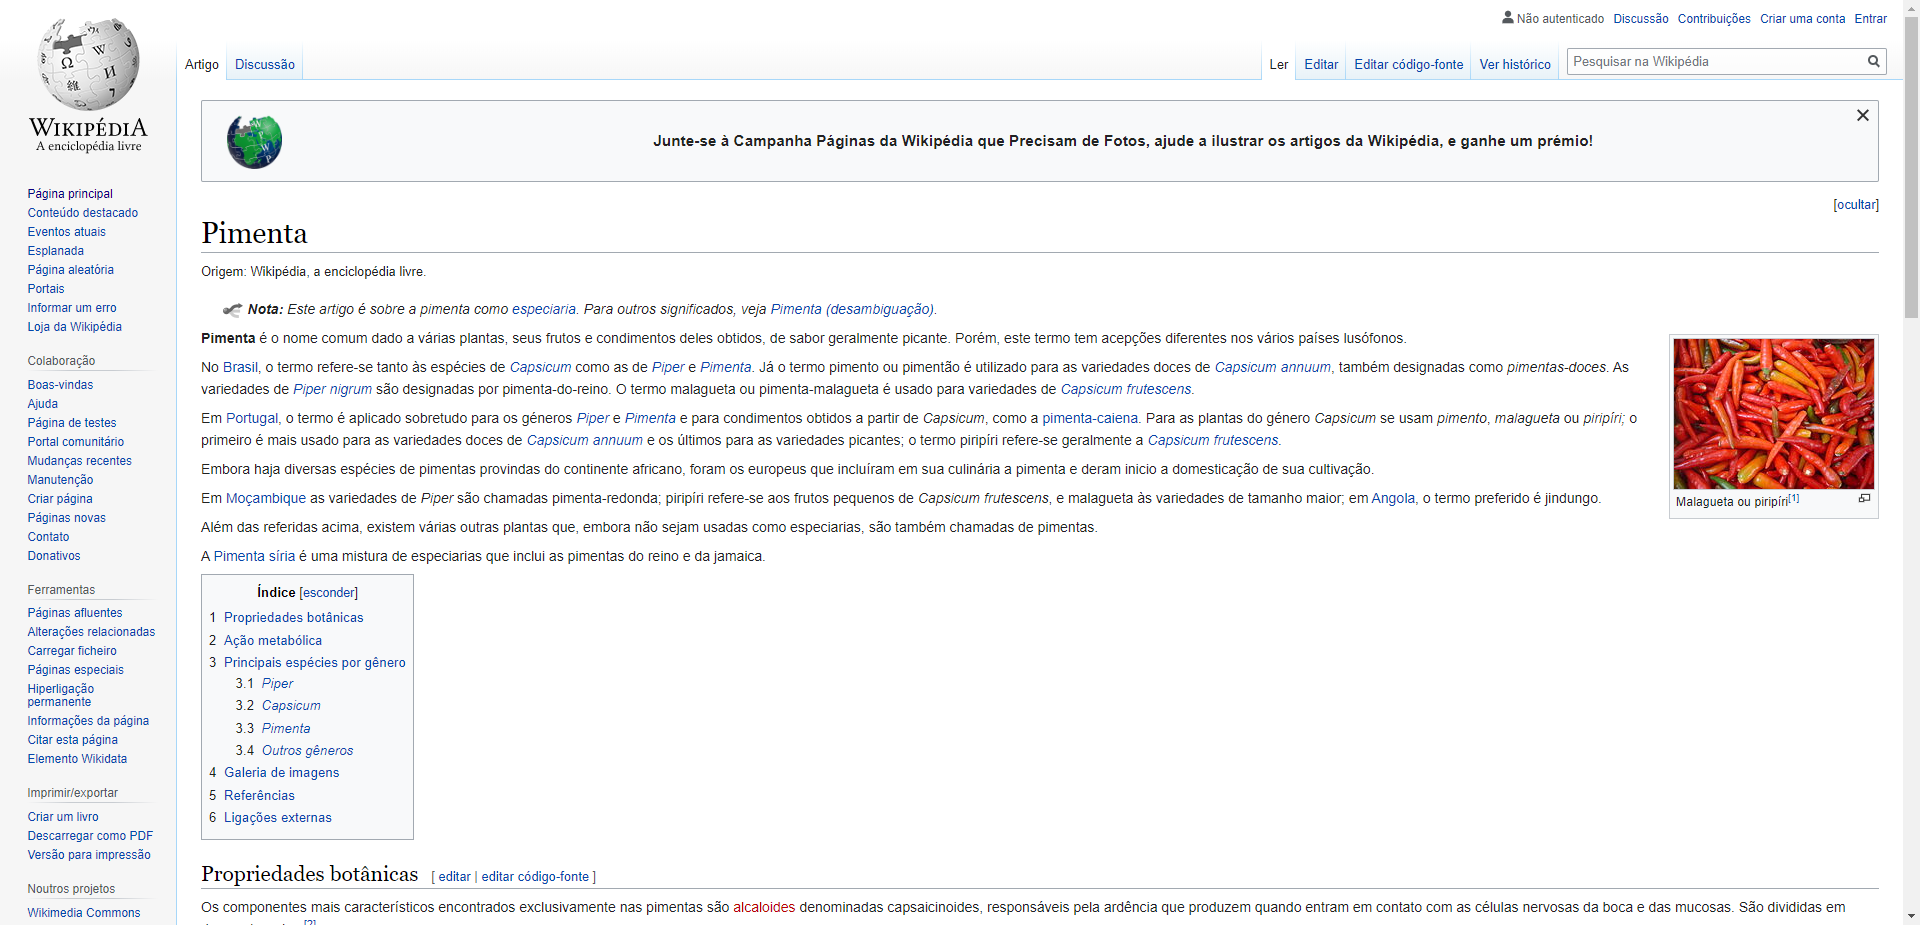 Não autenticado Discussão Contribuições Criar uma conta Entrar
Artigo Discussão Ler Editar Editar código-fonte Ver histórico Pesquisar na Wikipédia
WIKIPÉDIA
A enciclopédia livre
Página principal
Conteúdo destacado
Eventos atuais
Esplanada
Página aleatória
Portais
Informar um erro
Loja da Wikipédia
Colaboração
Boas-vindas
Ajuda
Página de testes
Portal comunitário
Mudanças recentes
Manutenção
Criar página
Páginas novas
Contato
Donativos
Ferramentas
Páginas afluentes
Alterações relacionadas
Carregar ficheiro
Páginas especiais
Hiperligação
permanente
Informações da página
Citar esta página
Elemento Wikidata
Imprimir/exportar
Criar um livro
Descarregar como PDF
Versão para impressão
Noutros projetos
Wikimedia Commons
Junte-se à Campanha Páginas da Wikipédia que Precisam de Fotos, ajude a ilustrar os artigos da Wikipédia, e ganhe um prémio!
[ocultar]
Pimenta
Origem: Wikipédia, a enciclopédia livre.
Nota: Este artigo é sobre a pimenta como especiaria. Para outros significados, veja Pimenta (desambiguação).
Pimenta é o nome comum dado a várias plantas, seus frutos e condimentos deles obtidos, de sabor geralmente picante. Porém, este termo tem acepções diferentes nos vários países lusófonos.
No Brasil, o termo refere-se tanto às espécies de Capsicum como as de Piper e Pimenta. Já o termo pimento ou pimentão é utilizado para as variedades doces de Capsicum annuum, também designadas como pimentas-doces. As
variedades de Piper nigrum são designadas por pimenta-do-reino. O termo malagueta ou pimenta-malagueta é usado para variedades de Capsicum frutescens.
Em Portugal, o termo é aplicado sobretudo para os géneros Piper e Pimenta e para condimentos obtidos a partir de Capsicum, como a pimenta-caiena. Para as plantas do género Capsicum se usam pimento, malagueta ou piripíri; o
primeiro é mais usado para as variedades doces de Capsicum annuum e os últimos para as variedades picantes; o termo piripíri refere-se geralmente a Capsicum frutescens.
Embora haja diversas espécies de pimentas provindas do continente africano, foram os europeus que incluíram em sua culinária a pimenta e deram inicio a domesticação de sua cultivação.
Em Moçambique as variedades de Piper são chamadas pimenta-redonda; piripíri refere-se aos frutos pequenos de Capsicum frutescens, e malagueta às variedades de tamanho maior; em Angola, o termo preferido é jindungo.
Além das referidas acima, existem várias outras plantas que, embora não sejam usadas como especiarias, são também chamadas de pimentas.
A Pimenta síria é uma mistura de especiarias que inclui as pimentas do reino e da jamaica.
Malagueta ou piripíri[1]
Índice [esconder]
1 Propriedades botânicas
2 Ação metabólica
3 Principais espécies por gênero
3.1 Piper
3.2 Capsicum
3.3 Pimenta
3.4 Outros gêneros
4 Galeria de imagens
5 Referências
6 Ligações externas
Propriedades botânicas [ editar | editar código-fonte ]
Os componentes mais característicos encontrados exclusivamente nas pimentas são alcaloides denominadas capsaicinoides, responsáveis pela ardência que produzem quando entram em contato com as células nervosas da boca e das mucosas. São divididas em
[2]